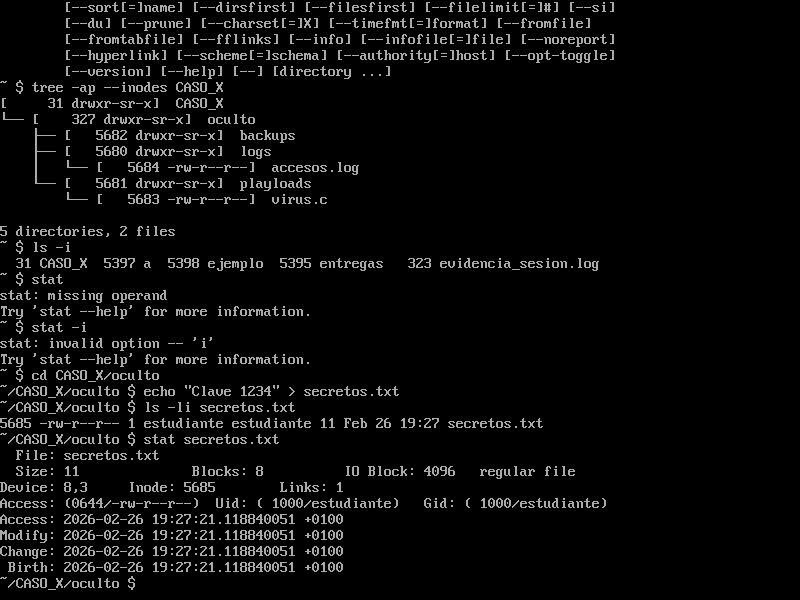 [--sort[=]name] [--dirsfirst] [--filesfirst] [--filelimit[=]#] [--si]
        [--du] [--prune] [--charset[=]X] [--timefmt[=]format] [--fromfile]
        [--fromtabfile] [--fflinks] [--info] [--infofile[=]file] [--noreport]
        [--hyperlink] [--scheme[=]schema] [--authority[=]host] [--opt-toggle]
        [--version] [--help] [--] [directory ...]
~ $ tree -ap --inodes CASO_X
[     31 drwxr-sr-x]  CASO_X
└── [    327 drwxr-sr-x]  oculto
    ├── [   5682 drwxr-sr-x]  backups
    ├── [   5680 drwxr-sr-x]  logs
    │   └── [   5684 -rw-r--r--]  accesos.log
    └── [   5681 drwxr-sr-x]  playloads
        └── [   5683 -rw-r--r--]  virus.c

5 directories, 2 files
~ $ ls -i
  31 CASO_X  5397 a  5398 ejemplo  5395 entregas   323 evidencia_sesion.log
~ $ stat
stat: missing operand
Try 'stat --help' for more information.
~ $ stat -i
stat: invalid option -- 'i'
Try 'stat --help' for more information.
~ $ cd CASO_X/oculto
~/CASO_X/oculto $ echo "Clave 1234" > secretos.txt
~/CASO_X/oculto $ ls -li secretos.txt
5685 -rw-r--r-- 1 estudiante estudiante 11 Feb 26 19:27 secretos.txt
~/CASO_X/oculto $ stat secretos.txt
  File: secretos.txt
  Size: 11              Blocks: 8          IO Block: 4096   regular file
Device: 8,3     Inode: 5685        Links: 1
Access: (0644/-rw-r--r--)  Uid: ( 1000/estudiante)   Gid: ( 1000/estudiante)
Access: 2026-02-26 19:27:21.118840051 +0100
Modify: 2026-02-26 19:27:21.118840051 +0100
Change: 2026-02-26 19:27:21.118840051 +0100
 Birth: 2026-02-26 19:27:21.118840051 +0100
~/CASO_X/oculto $